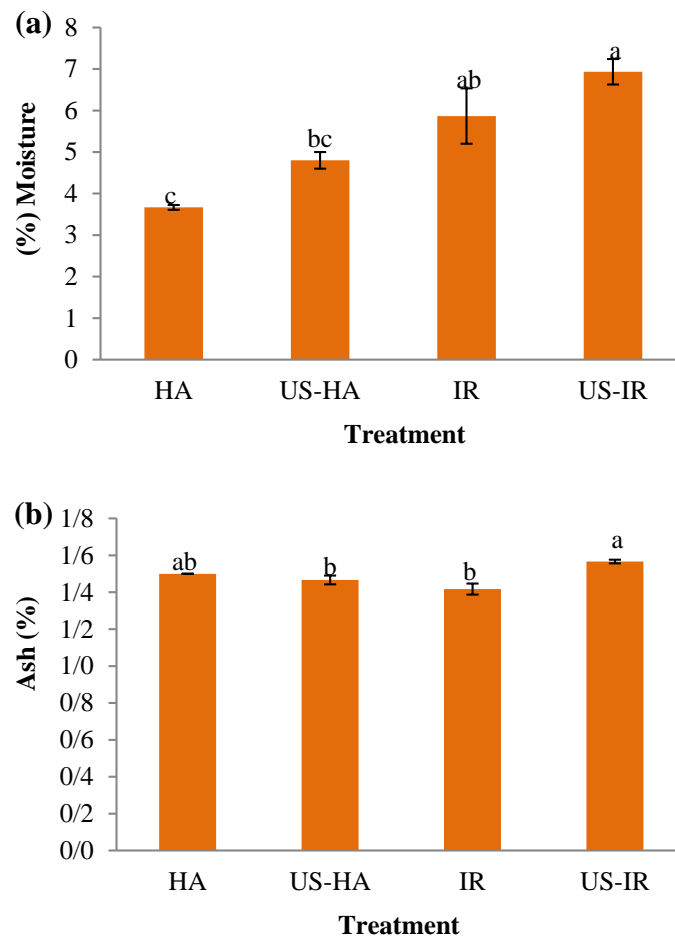 (a)
(%) Moisture
8
7
6
5
4
3
2
1
0
c
bc
ab
a
HA US-HA IR US-IR
Treatment
(b)
Ash (%)
1/8
1/6
1/4
1/2
1/0
0/8
0/6
0/4
0/2
0/0
ab
b
b
a
HA US-HA IR US-IR
Treatment